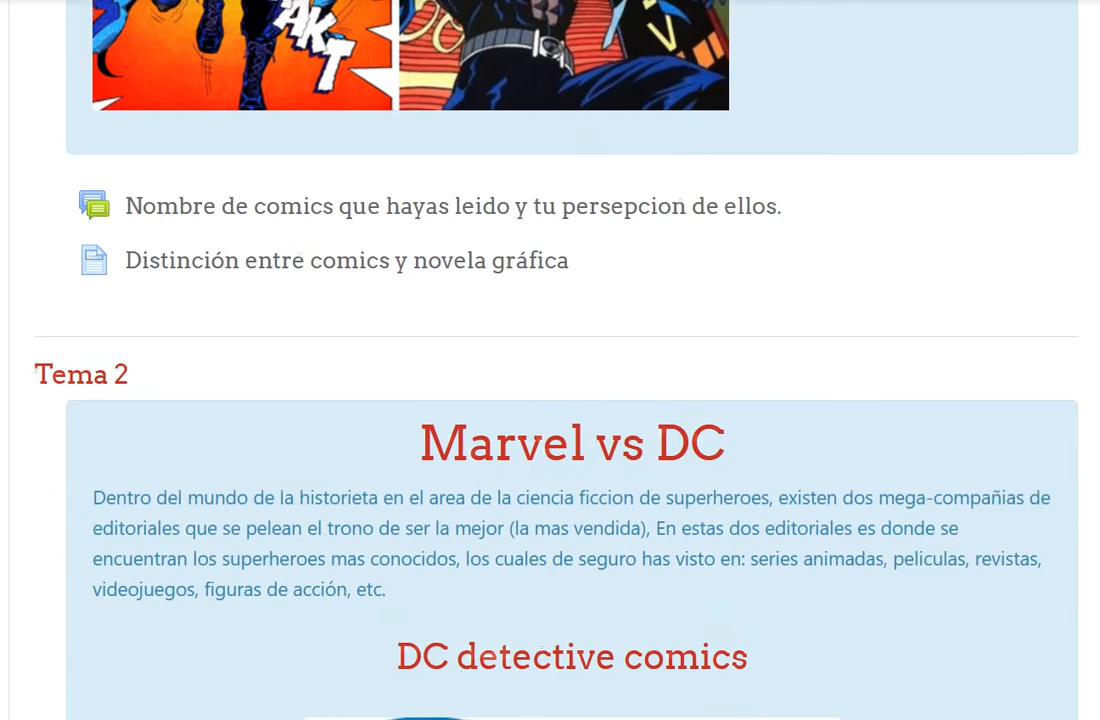 AKT
Nombre de comics que hayas leido y tu persepcion de ellos.
Distinción entre comics y novela gráfica
Tema 2
Marvel vs DC
Dentro del mundo de la historieta en el area de la ciencia ficcion de superheroes, existen dos mega-compañias de
editoriales que se pelean el trono de ser la mejor (la mas vendida), En estas dos editoriales es donde se
encuentran los superheroes mas conocidos, los cuales de seguro has visto en: series animadas, peliculas, revistas,
videojuegos, figuras de acción, etc.
DC detective comics